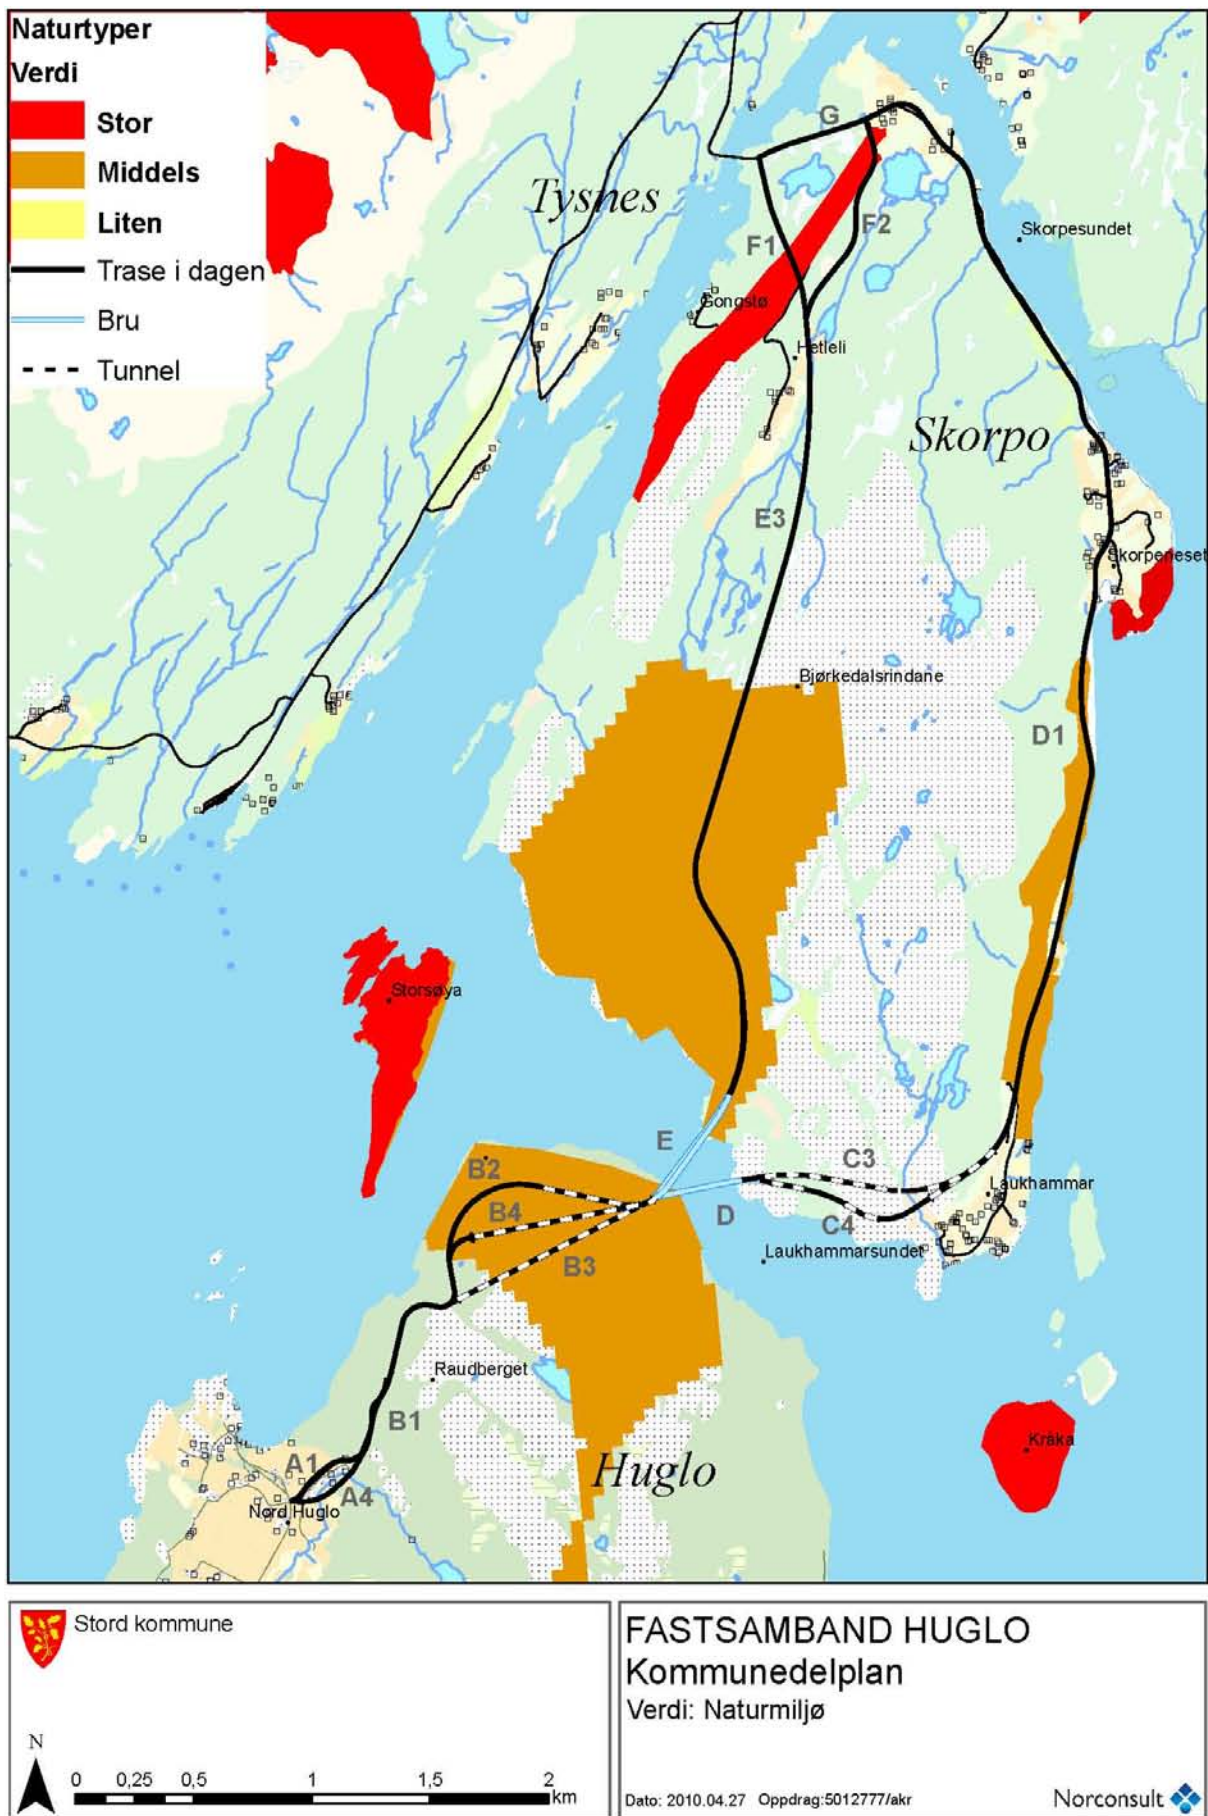 Naturtyper
Verdi
Stor
Middels
Liten
Trase i dagen
Bru
Tunnel
Tysnes
G
F1
F2
Skorpesundet
Gongstø
Hetleli
Skorpo
E3
Skorpeneset
Bjørkedalsrindane
D1
Storsøya
E
B2
B4
B3
C3
D
C4
Laukhammar
Laukhammarsundet
Raudberget
B1
A1
A4
Nord Huglo
Huglo
Kråka
Stord kommune
N
0 0,25 0,5 1 1,5 2
km
FASTSAMBAND HUGLO
Kommunedelplan
Verdi: Naturmiljø
Dato: 2010.04.27 Oppdrag:5012777/akr
Norconsult